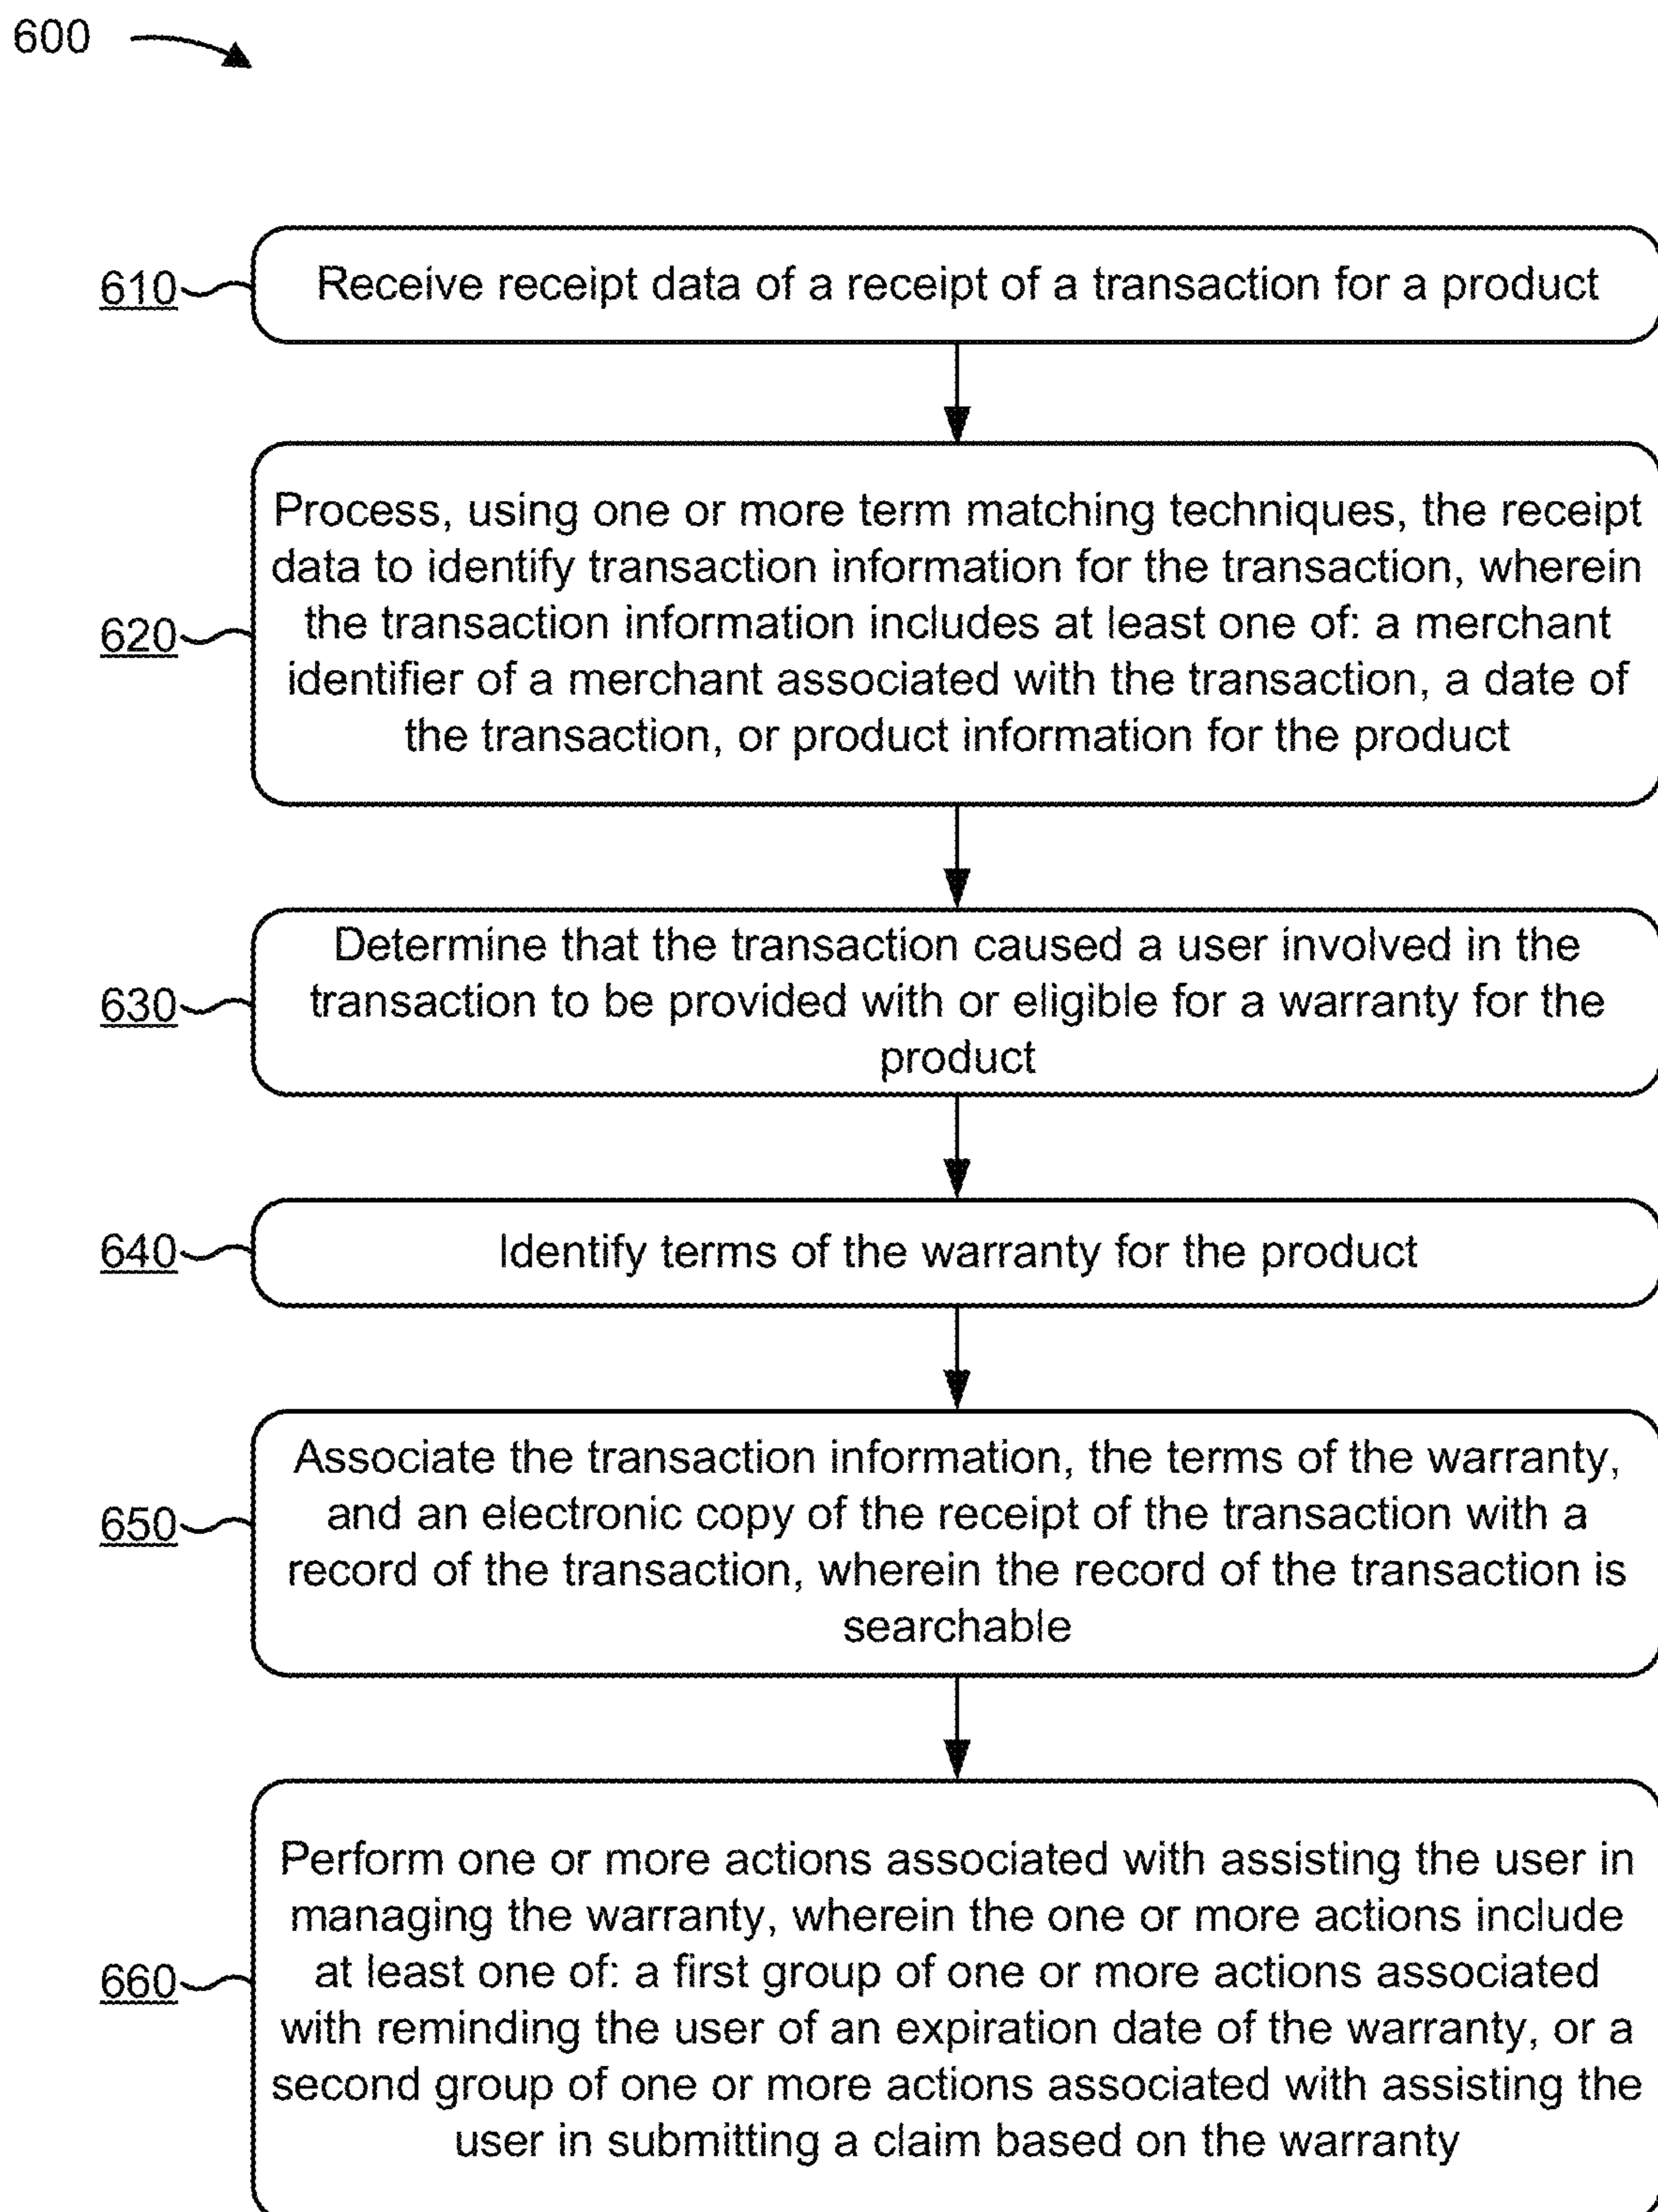 600
610
Receive receipt data of a receipt of a transaction for a product
620
Process, using one or more term matching techniques, the receipt
data to identify transaction information for the transaction, wherein
the transaction information includes at least one of: a merchant
identifier of a merchant associated with the transaction, a date of
the transaction, or product information for the product
630
Determine that the transaction caused a user involved in the
transaction to be provided with or eligible for a warranty for the
product
640
Identify terms of the warranty for the product
650
Associate the transaction information, the terms of the warranty,
and an electronic copy of the receipt of the transaction with a
record of the transaction, wherein the record of the transaction is
searchable
660
Perform one or more actions associated with assisting the user in
managing the warranty, wherein the one or more actions include
at least one of: a first group of one or more actions associated
with reminding the user of an expiration date of the warranty, or a
second group of one or more actions associated with assisting the
user in submitting a claim based on the warranty